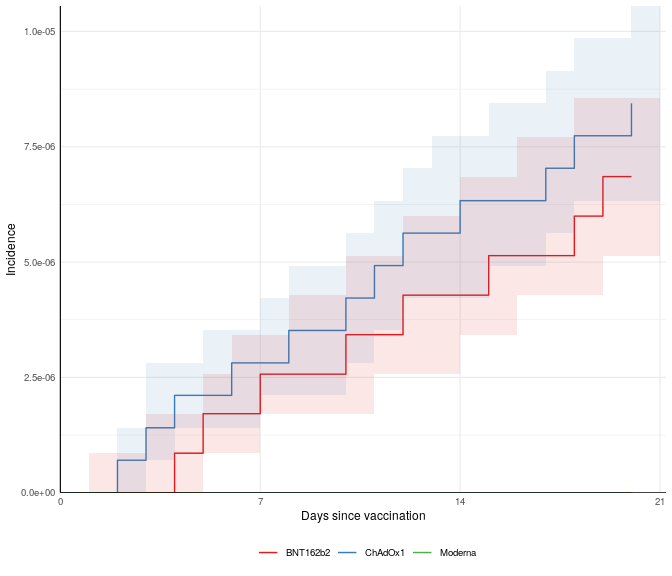 1.0e-05
7.5e-06
5.0e-06
2.5e-06
0.0e+00
Incidence
0 7 14 21
Days since vaccination
BNT162b2 ChAdOx1 Moderna